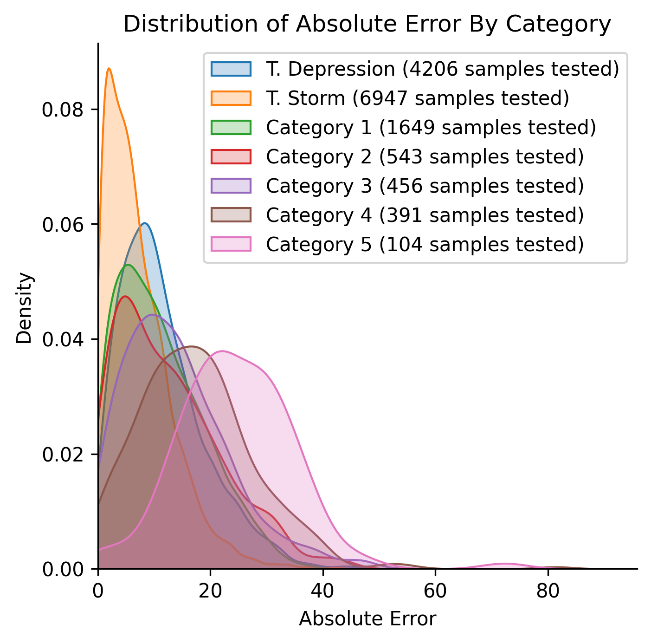 Distribution of Absolute Error By Category
T. Depression (4206 samples tested)
T. Storm (6947 samples tested)
Category 1 (1649 samples tested)
Category 2 (543 samples tested)
Category 3 (456 samples tested)
Category 4 (391 samples tested)
Category 5 (104 samples tested)
Density
0.08
0.06
0.04
0.02
0.00
0
20
40
60
80
Absolute Error